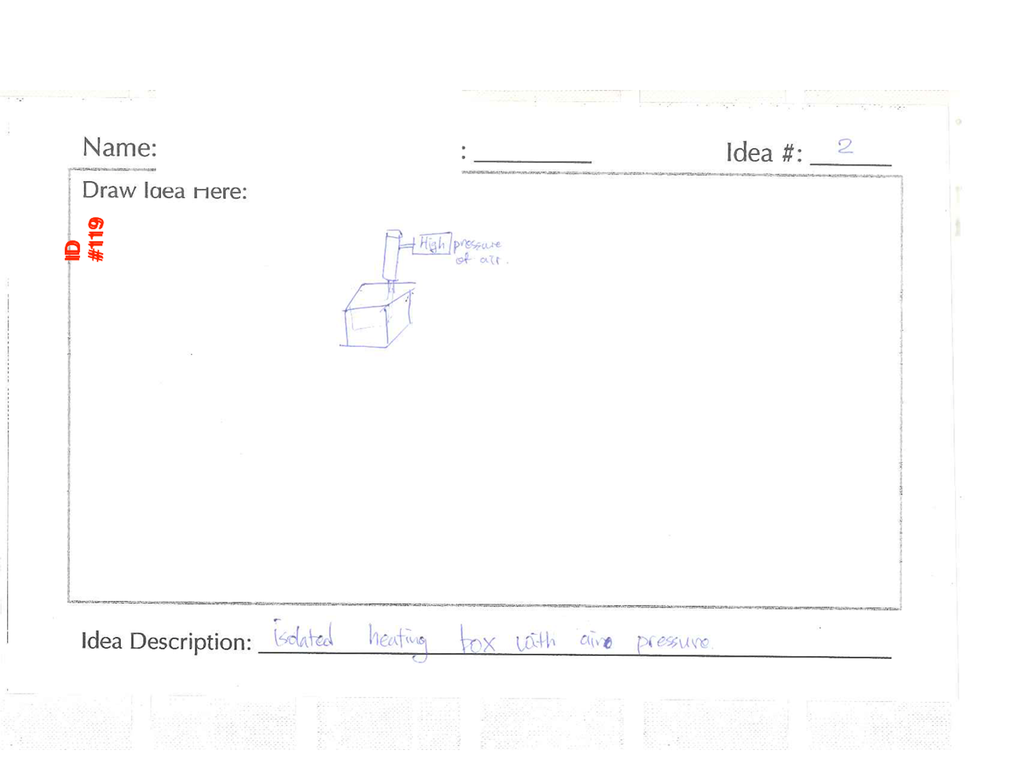 Name:
: Idea #: 2
Draw Idea Here:
ID
#119
High pressure
of air.
Idea Description: isolated heating box with air pressure.